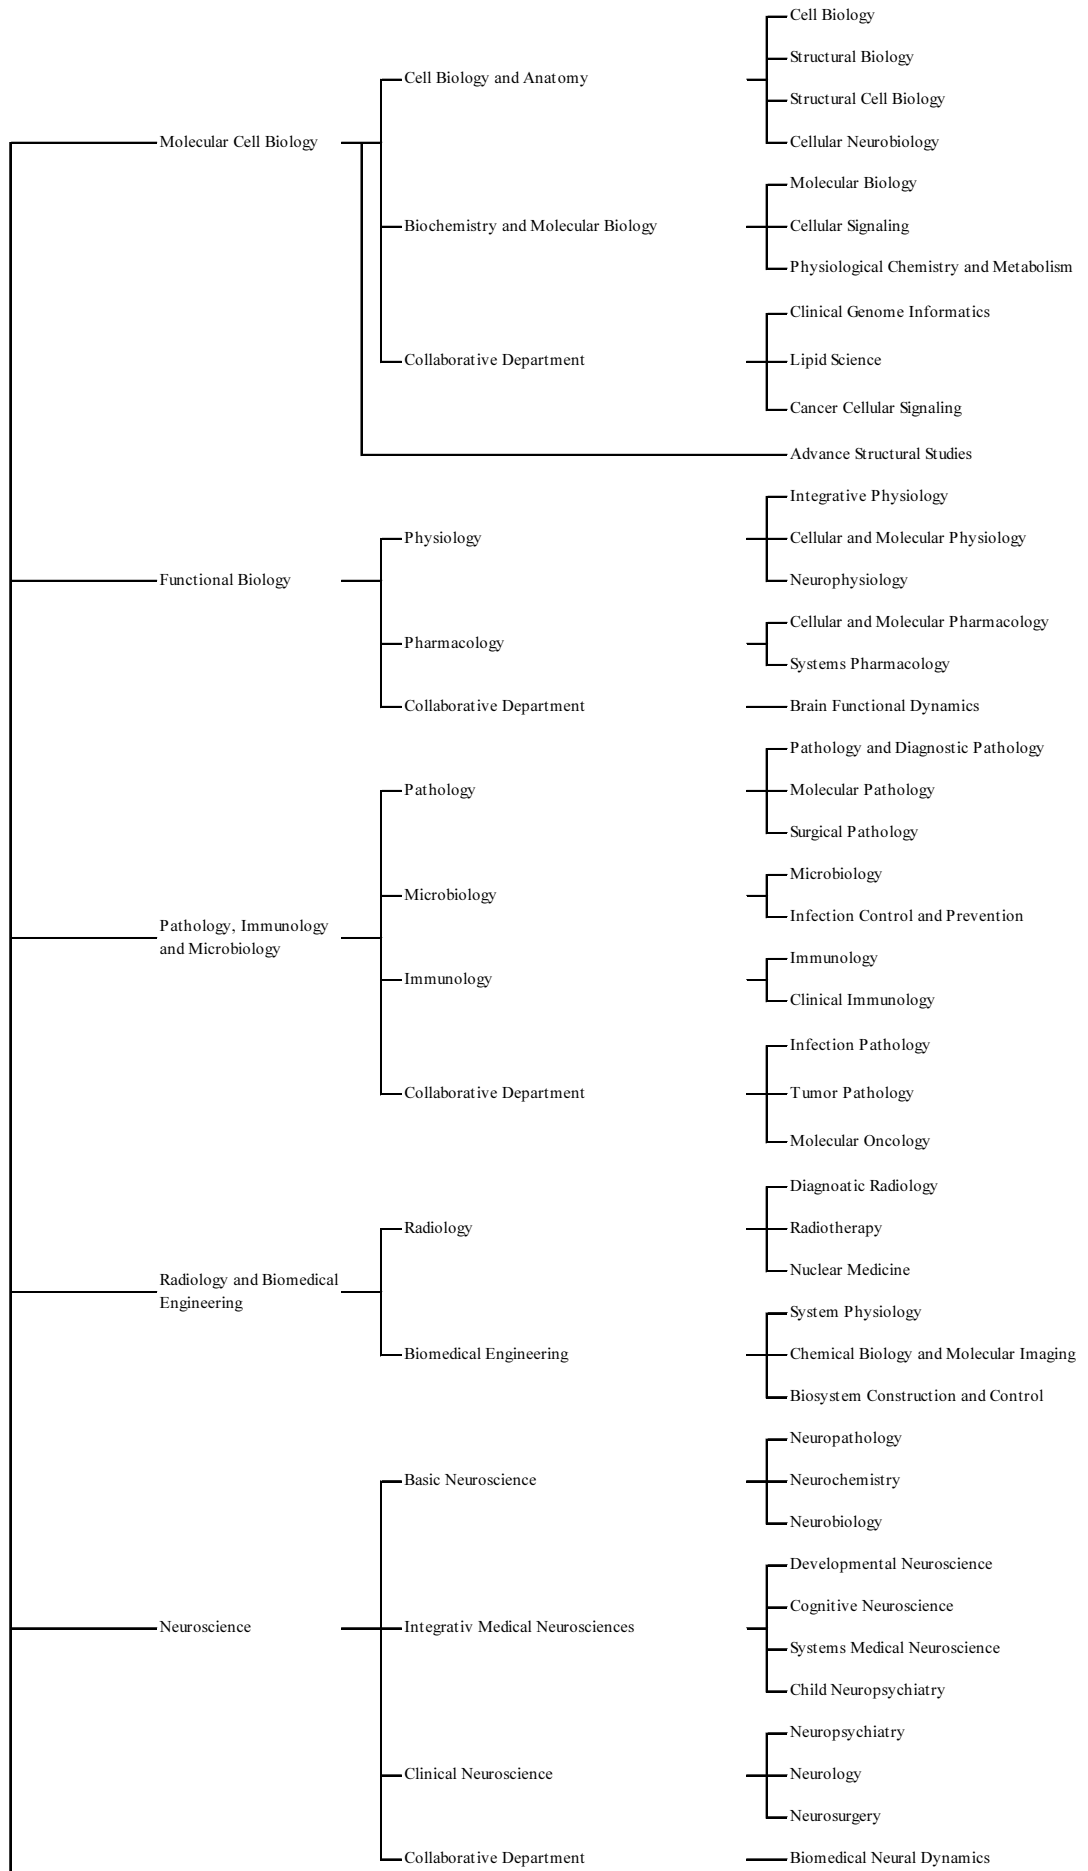 Cell Biology
Structural Biology
Cell Biology and Anatomy
Structural Cell Biology
Molecular Cell Biology
Cellular Neurobiology
Molecular Biology
Biochemistry and Molecular Biology
Cellular Signaling
Physiological Chemistry and Metabolism
Clinical Genome Informatics
Collaborative Department
Lipid Science
Cancer Cellular Signaling
Advance Structural Studies
Integrative Physiology
Physiology
Cellular and Molecular Physiology
Functional Biology
Neurophysiology
Cellular and Molecular Pharmacology
Pharmacology
Systems Pharmacology
Collaborative Department
Brain Functional Dynamics
Pathology and Diagnostic Pathology
Pathology
Molecular Pathology
Surgical Pathology
Microbiology
Microbiology
Infection Control and Prevention
Pathology, Immunology
and Microbiology
Immunology
Immunology
Clinical Immunology
Infection Pathology
Collaborative Department
Tumor Pathology
Molecular Oncology
Diagnoatic Radiology
Radiology
Radiotherapy
Nuclear Medicine
Radiology and Biomedical
Engineering
System Physiology
Biomedical Engineering
Chemical Biology and Molecular Imaging
Biosystem Construction and Control
Neuropathology
Basic Neuroscience
Neurochemistry
Neurobiology
Developmental Neuroscience
Cognitive Neuroscience
Neuroscience
Integrativ Medical Neurosciences
Systems Medical Neuroscience
Child Neuropsychiatry
Neuropsychiatry
Clinical Neuroscience
Neurology
Neurosurgery
Collaborative Department
Biomedical Neural Dynamics